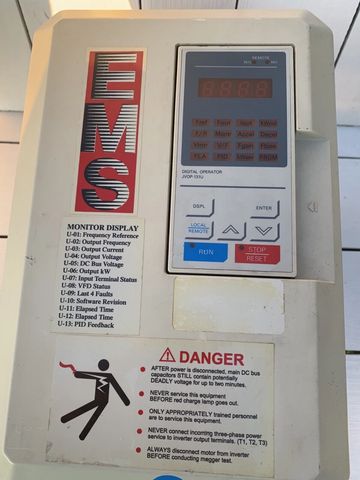 EMS
REMOTE
DIGITAL OPERATOR
JVOP-131U
DSPL
ENTER
LOCAL
REMOTE
RUN
STOP
RESET
MONITOR DISPLAY
U-01: Frequency Reference
U-02: Output Frequency
U-03: Output Current
U-04: Output Voltage
U-05: DC Bus Voltage
U-06: Output kW
U-07: Input Terminal Status
U-08: VFD Status
U-09: Last 4 Faults
U-10: Software Revision
U-11: Elapsed Time
U-12: Elapsed Time
U-13: PID Feedback
DANGER
AFTER power is disconnected, main DC bus
capacitors STILL contain potentially
DEADLY voltage for up to two minutes.
NEVER service this equipment
BEFORE red charge lamp goes out.
ONLY APPROPRIATELY trained personnel
are to service this equipment.
NEVER connect incoming three-phase power
service to inverter output terminals. (T1, T2, T3)
ALWAYS disconnect motor from inverter
BEFORE conducting megger test.